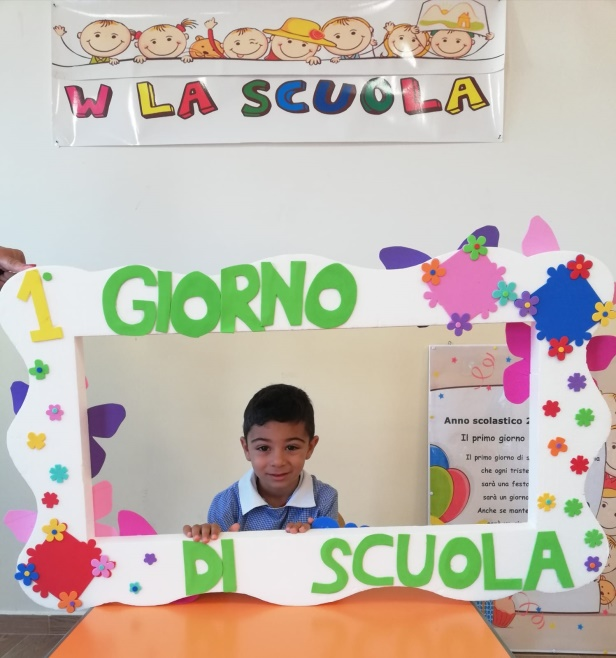 W LA SCUOLA
1° GIORNO
DI SCUOLA
Anno scolastico 2
Il primo giorno
Il primo giorno di s
che ogni triste
sarà una festa
sarà un giorno
Anche se mante